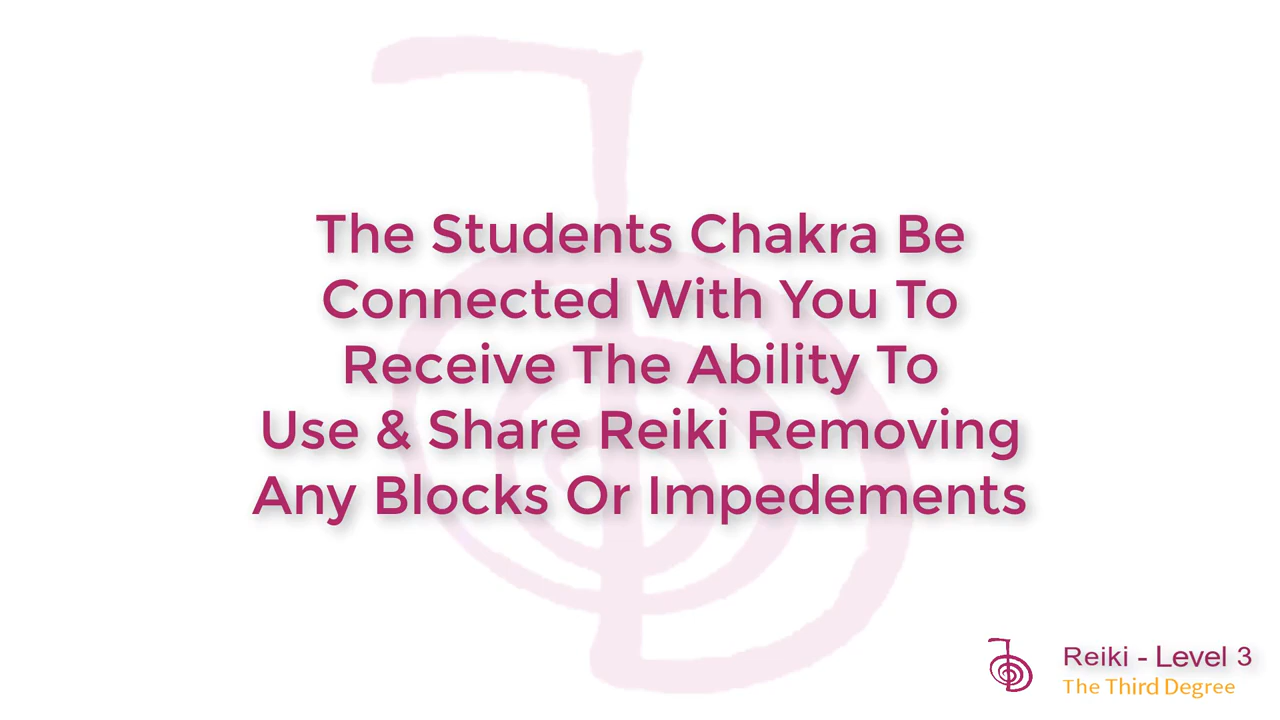 The Students Chakra Be
Connected With You To
Receive The Ability To
Use & Share Reiki Removing
Any Blocks Or Impedements
Reiki - Level 3
The Third Degree